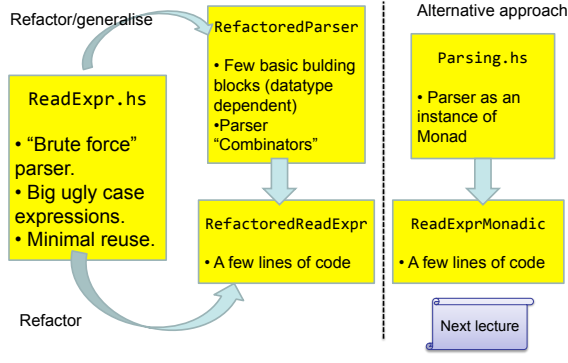 Refactor/generalise
ReadExpr.hs
• “Brute force”
parser.
• Big ugly case
expressions.
• Minimal reuse.
Refactor
RefactoredParser
• Few basic bulding
blocks (datatype
dependent)
•Parser
“Combinators”
RefactoredReadExpr
• A few lines of code
Alternative approach
Parsing.hs
• Parser as an
instance of
Monad
ReadExprMonadic
• A few lines of code
Next lecture